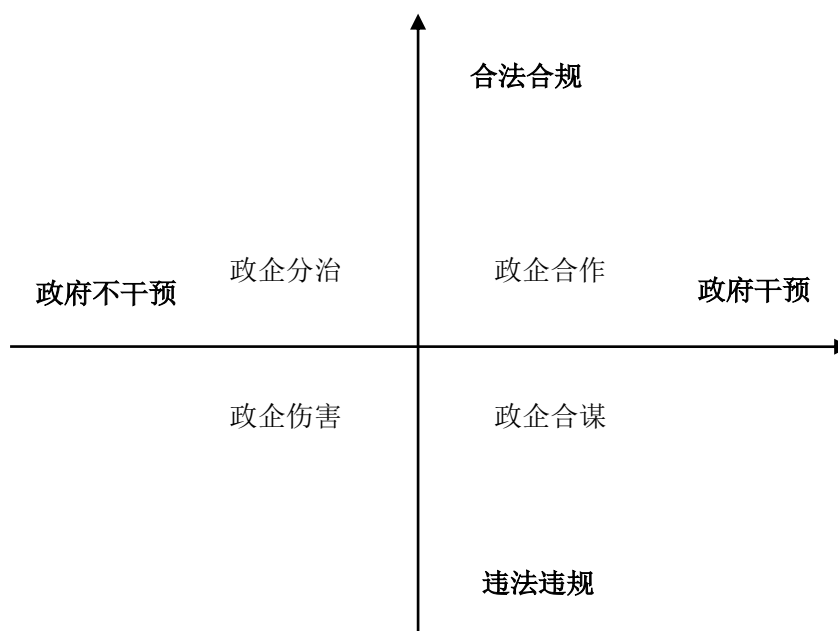 合法合规
政企分治
政企合作
政府不干预
政府干预
政企伤害
政企合谋
违法违规